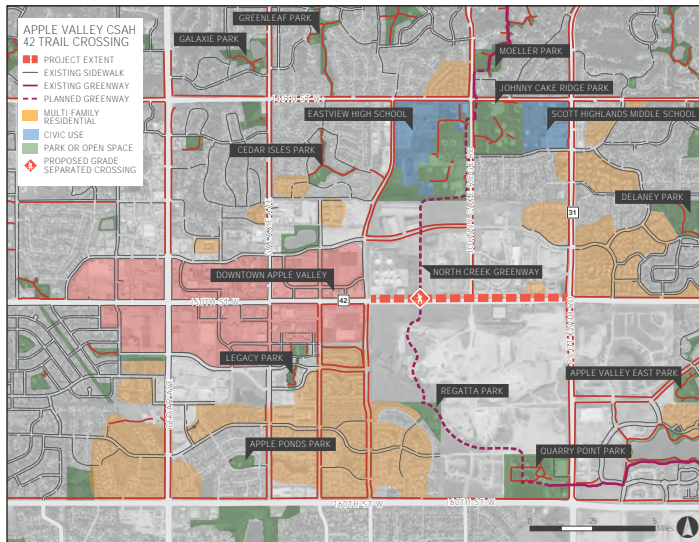 APPLE VALLEY CSAH
42 TRAIL CROSSING
PROJECT EXTENT
EXISTING SIDEWALK
EXISTING GREENWAY
PLANNED GREENWAY
MULTI-FAMILY
RESIDENTIAL
CIVIC USE
PARK OR OPEN SPACE
PROPOSED GRADE
SEPARATED CROSSING
GREENLEAF PARK
GALAXIE PARK
MOELLER PARK
JOHNNY CAKE RIDGE PARK
EASTVIEW HIGH SCHOOL
SCOTT HIGHLANDS MIDDLE SCHOOL
CEDAR ISLES PARK
DELANEY PARK
31
DOWNTOWN APPLE VALLEY
NORTH CREEK GREENWAY
150TH ST W
42
LEGACY PARK
APPLE VALLEY EAST PARK
REGATTA PARK
APPLE PONDS PARK
QUARRY POINT PARK
160TH ST W
160TH ST W
0
.25
.5
Miles